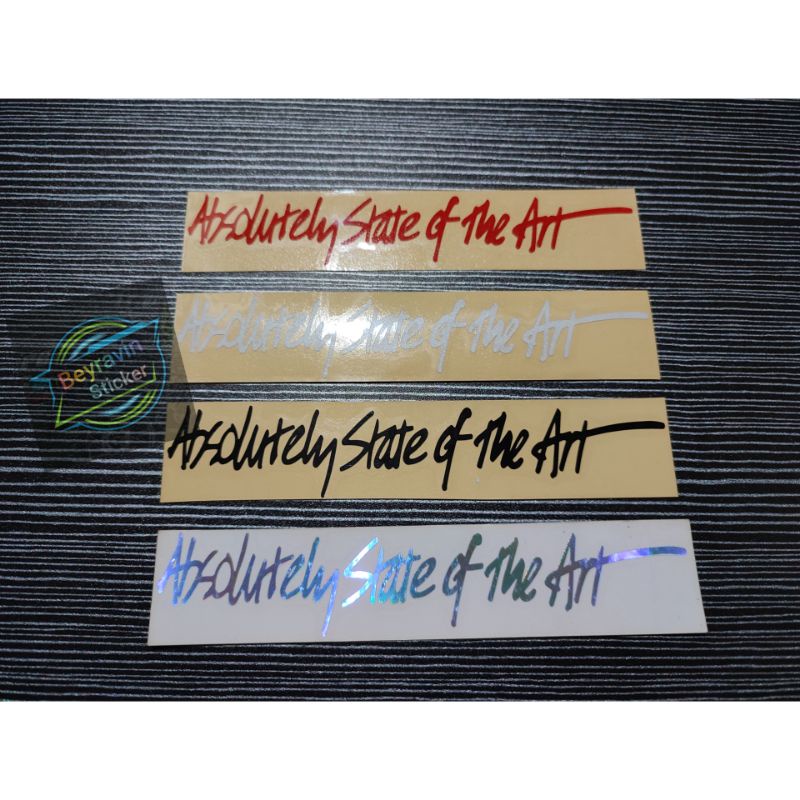 Absolutely State of The Art
Absolutely State of The Art
Beyravin
Sticker
Absolutely State of The Art
Absolutely State of The Art